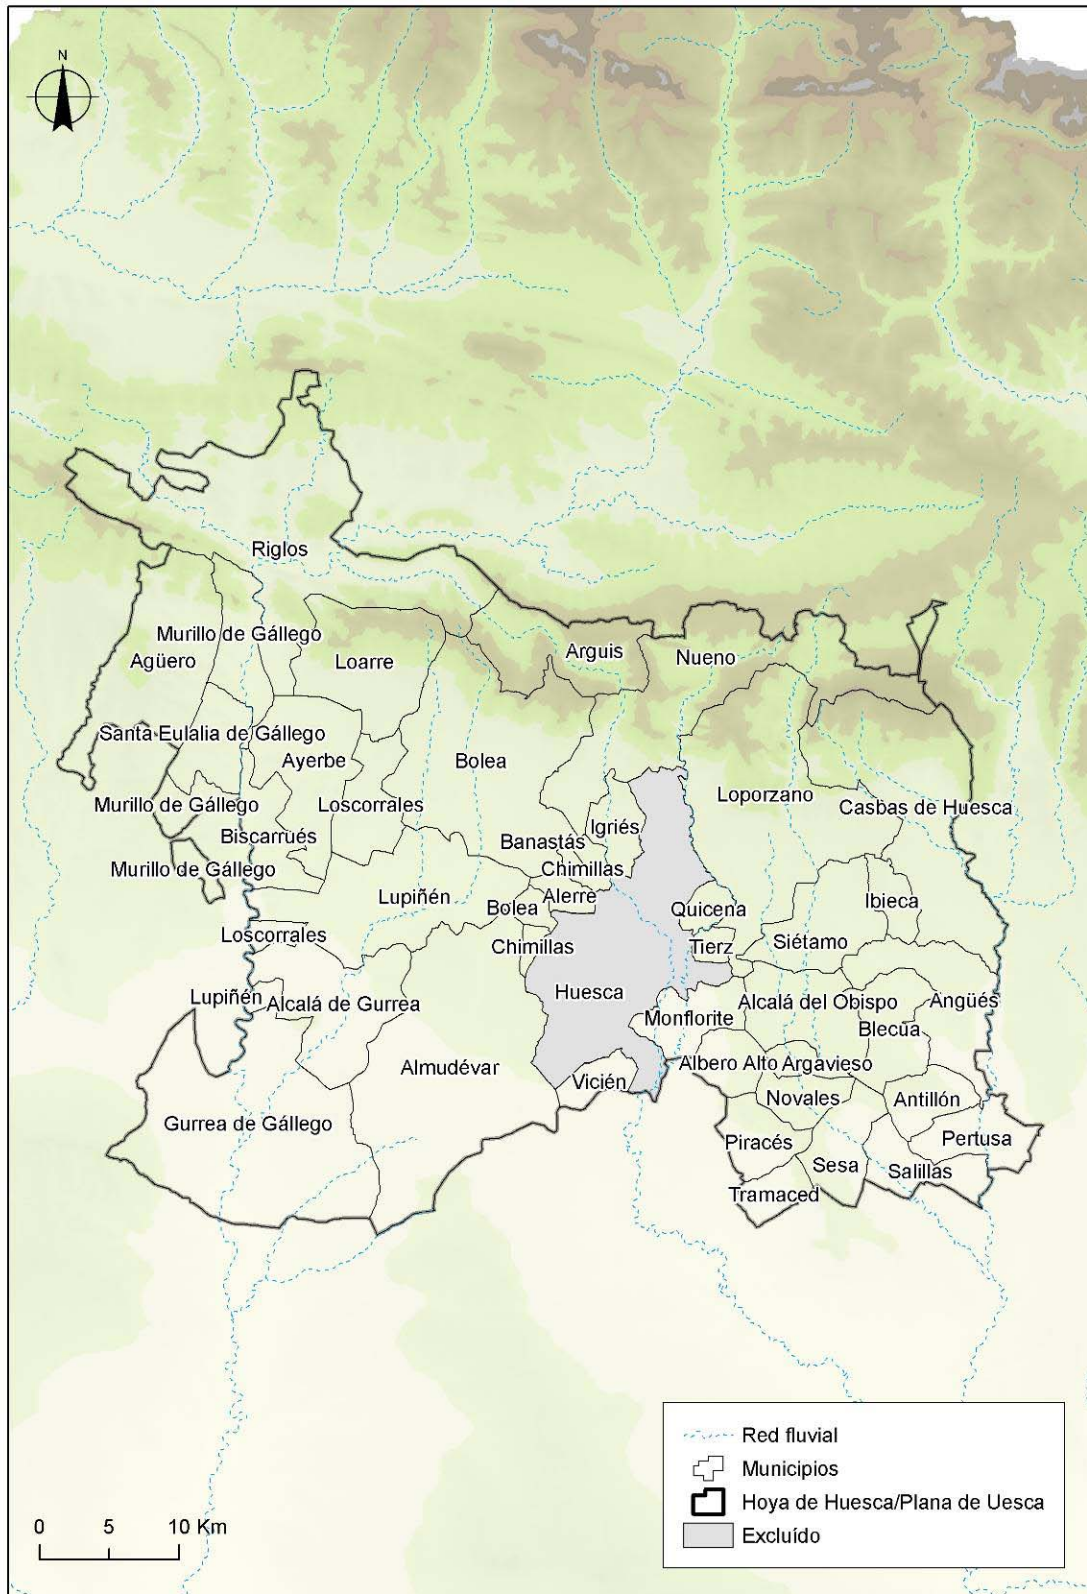 N
Riglos
Murillo de Gállego
Agüero
Loarre
Arguis
Nueno
Santa Eulalia de Gállego
Ayerbe
Bolea
Loporzano
Murillo de Gállego
Loscorrales
Casbas de Huesca
Biscarrués
Igriés
Banastás
Murillo de Gállego
Chimillas
Lupiñén
Alerre
Bolea
Quicena
Ibieca
Loscorrales
Chimillas
Tierz
Siétamo
Huesca
Lupiñén
Alcalá de Gurrea
Alcalá del Obispo
Angüés
Monflorite
Blecua
Almudévar
Albero Alto
Argavieso
Vicién
Novales
Antillón
Gurrea de Gállego
Piracés
Pertusa
Sesa
Salillas
Tramaced
Red fluvial
Municipios
Hoya de Huesca/Plana de Uesca
Excluído
0 5 10 Km